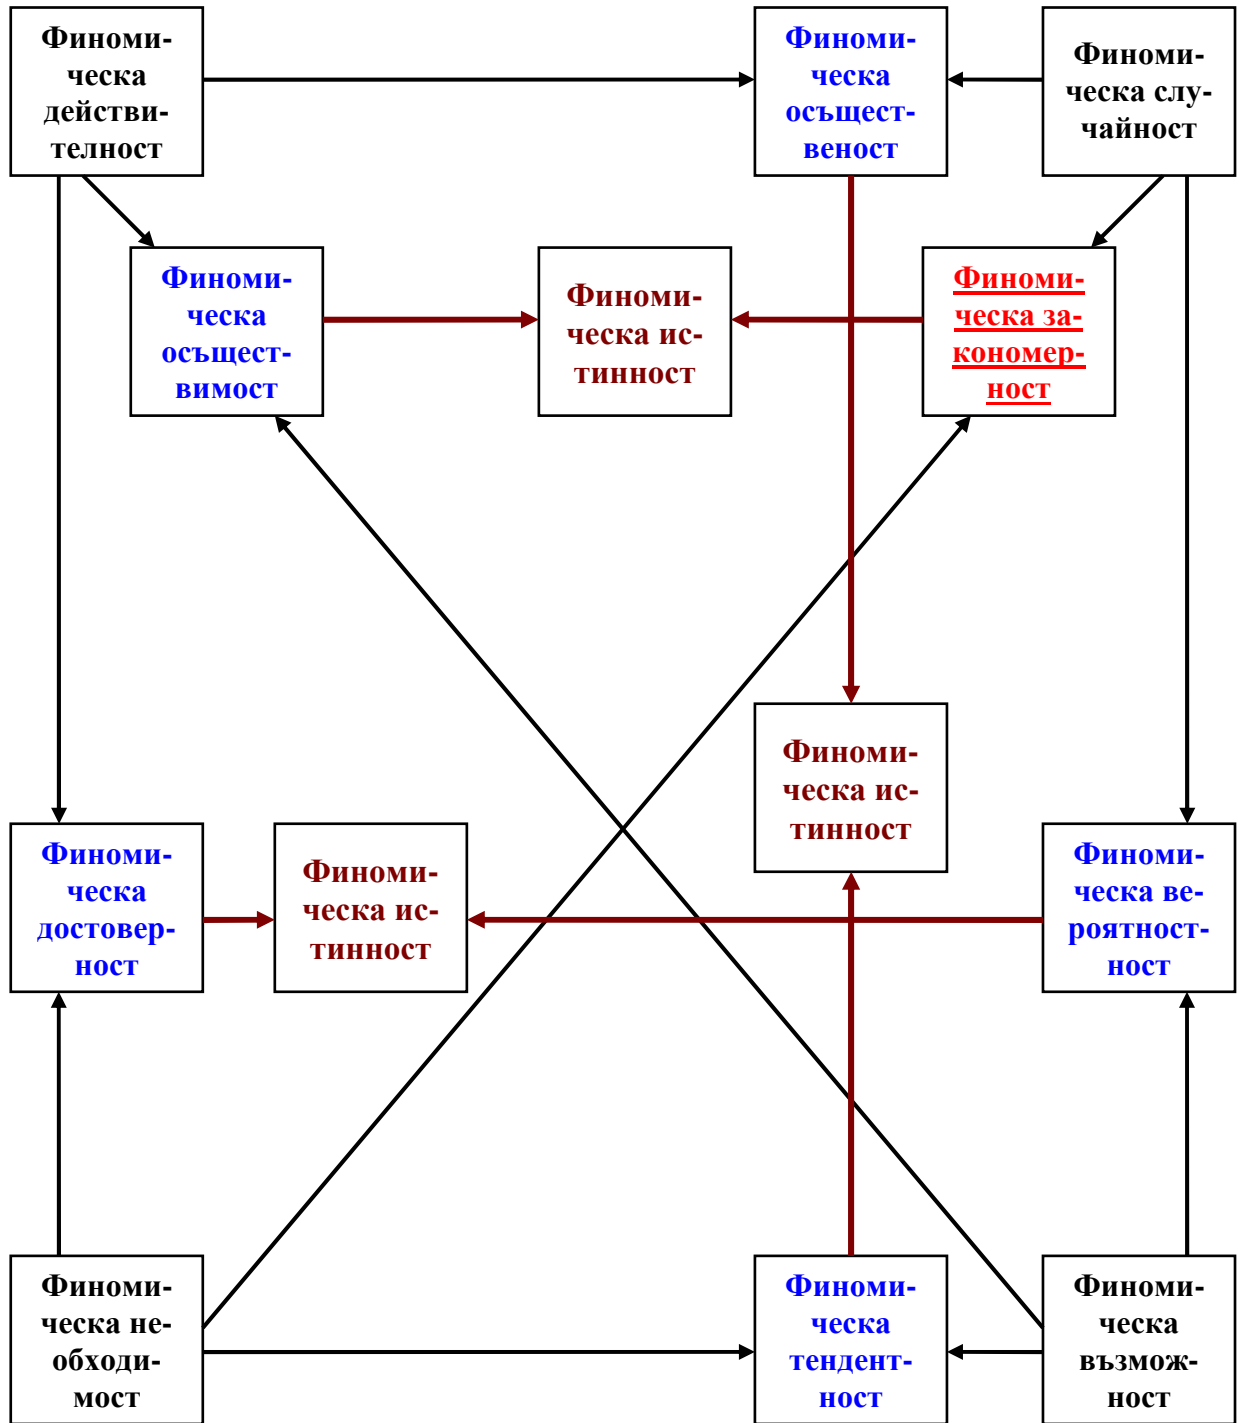 Финоми-
ческа
действи-
телност
Финоми-
ческа
осъщест-
веност
Финоми-
ческа слу-
чайност
Финоми-
ческа
осъщест-
вимост
Финоми-
ческа ис-
тинност
Финоми-
ческа за-
кономер-
ност
Финоми-
ческа ис-
тинност
Финоми-
ческа
достовер-
ност
Финоми-
ческа ис-
тинност
Финоми-
ческа ве-
роятност-
ност
Финоми-
ческа не-
обходи-
мост
Финоми-
ческа
тендент-
ност
Финоми-
ческа
възмож-
ност